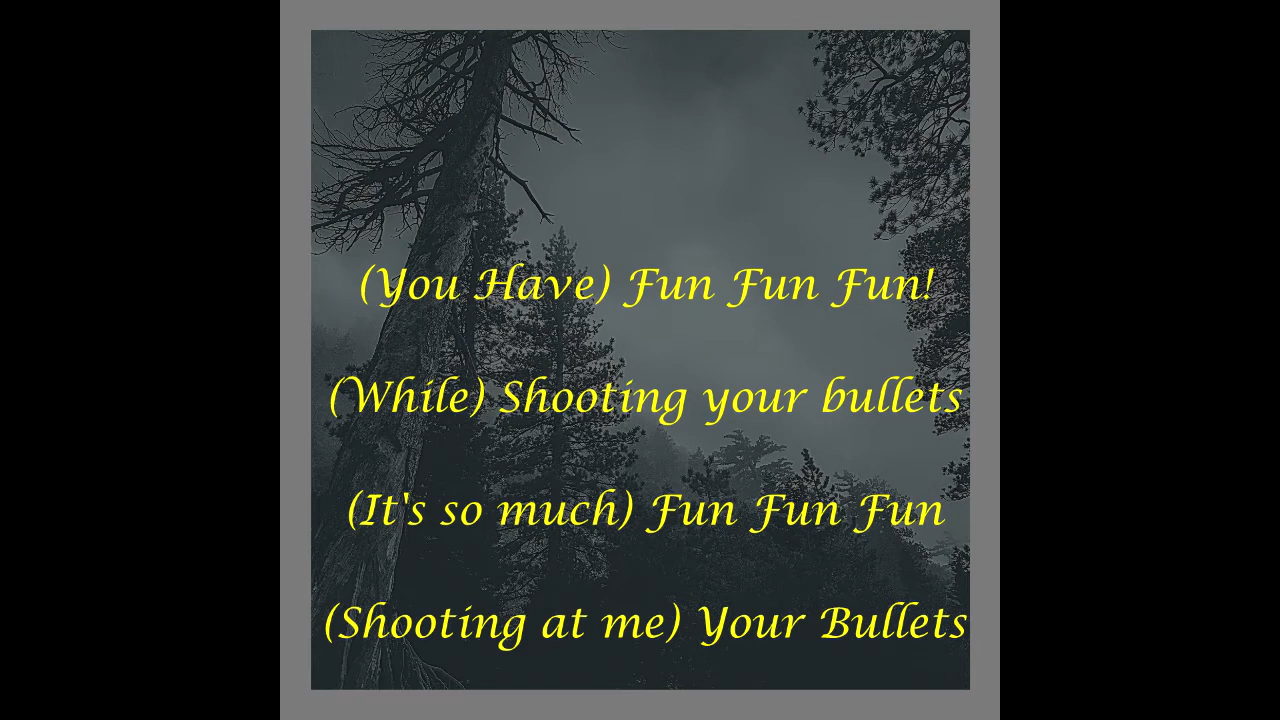 (You Have) Fun Fun Fun!
(While) Shooting your bullets
(It's so much) Fun Fun Fun
(Shooting at me) Your Bullets